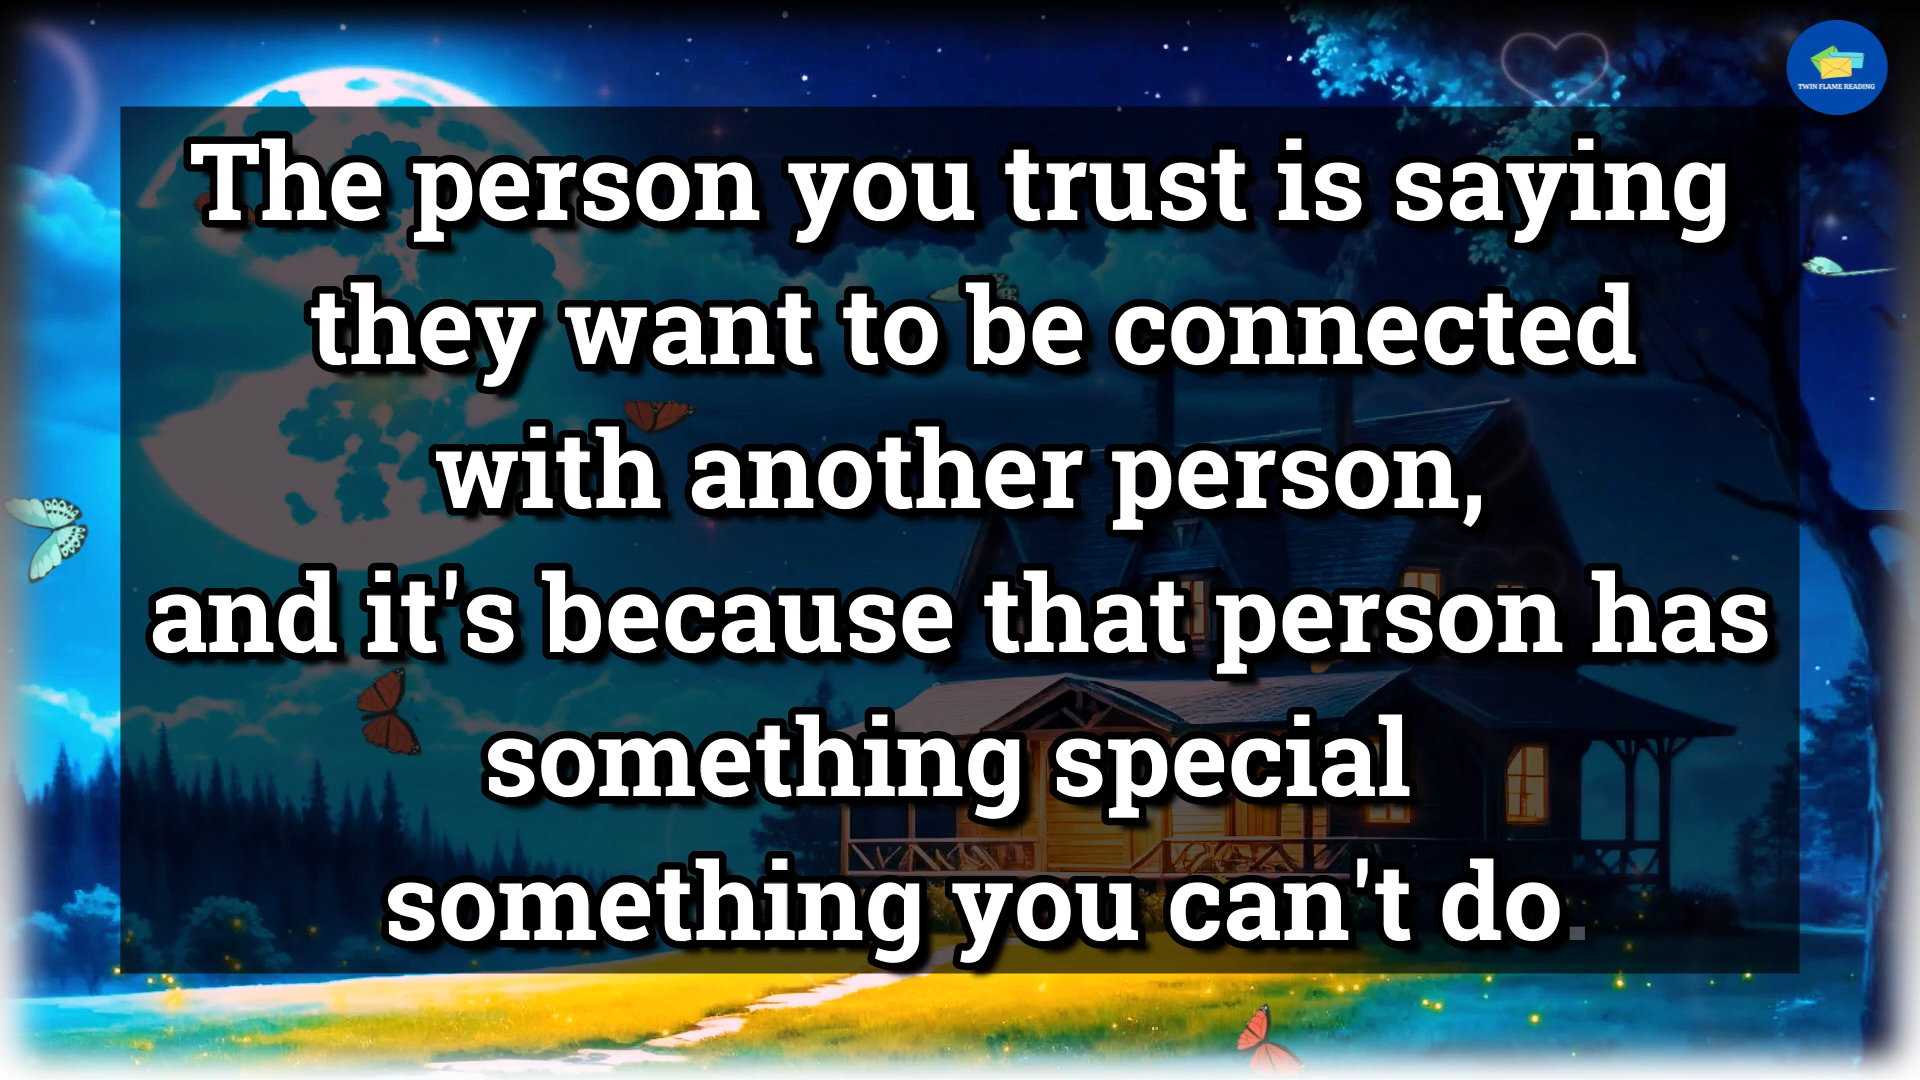 TWIN FLAME READING
The person you trust is saying
they want to be connected
with another person,
and it's because that person has
something special
something you can't do.